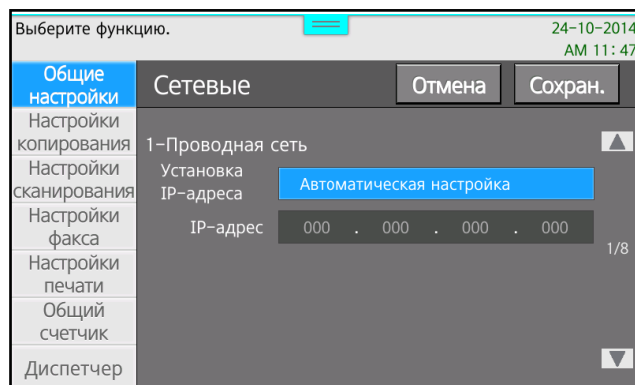 Выберите функцию.
24-10-2014
AM 11:47
Общие
настройки
Сетевые
Отмена
Сохран.
Настройки
копирования
Настройки
сканирования
Настройки
факса
Настройки
печати
Общий
счетчик
Диспетчер
1-Проводная сеть
Установка
IP-адреса
Автоматическая настройка
IP-адрес
000 . 000 . 000 . 000
1/8